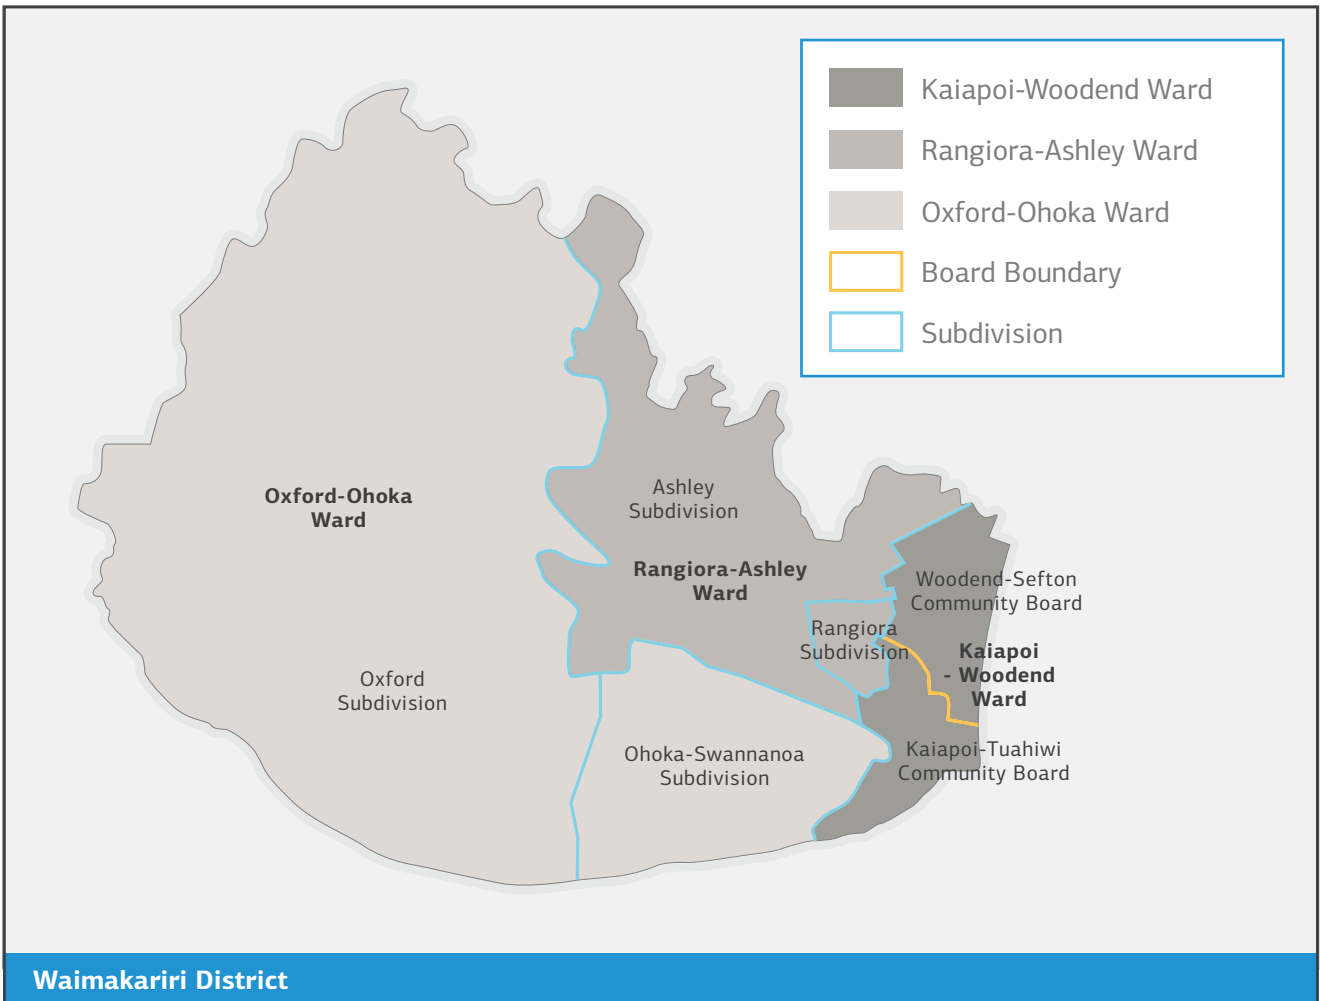 Kaiapoi-Woodend Ward
Rangiora-Ashley Ward
Oxford-Ohoka Ward
Board Boundary
Subdivision
Oxford-Ohoka
Ward
Ashley
Subdivision
Rangiora-Ashley
Ward
Woodend-Sefton
Community Board
Rangiora
Subdivision
Kaiapoi
- Woodend
Ward
Oxford
Subdivision
Ohoka-Swannanoa
Subdivision
Kaiapoi-Tuahiwi
Community Board
Waimakariri District